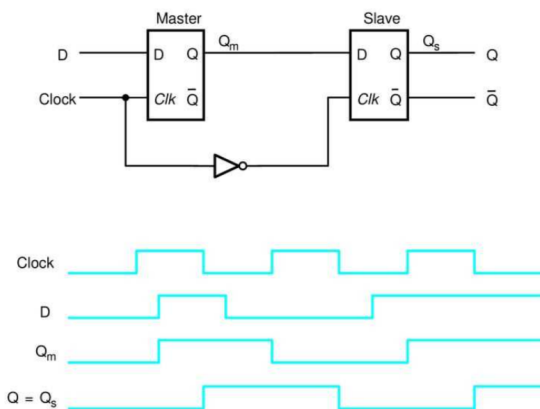 Master Slave
D D Q Qm D Q Qs Q
Clock Clk Q̄ Clk Q̄ Q̄
Clock
D
Qm
Q = Qs